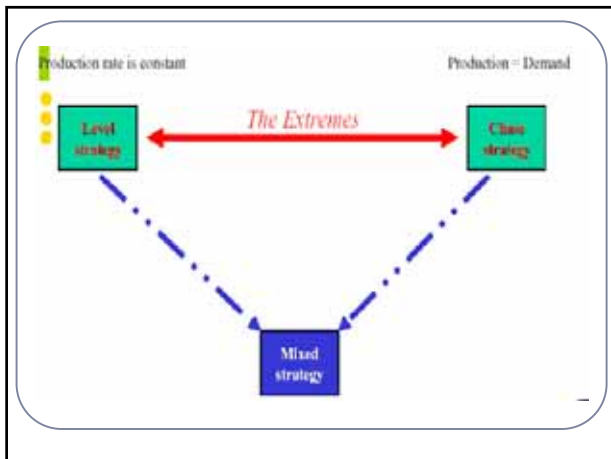 Production rate is constant
Production = Demand
The Extremes
Level
strategy
Chase
strategy
Mixed
strategy